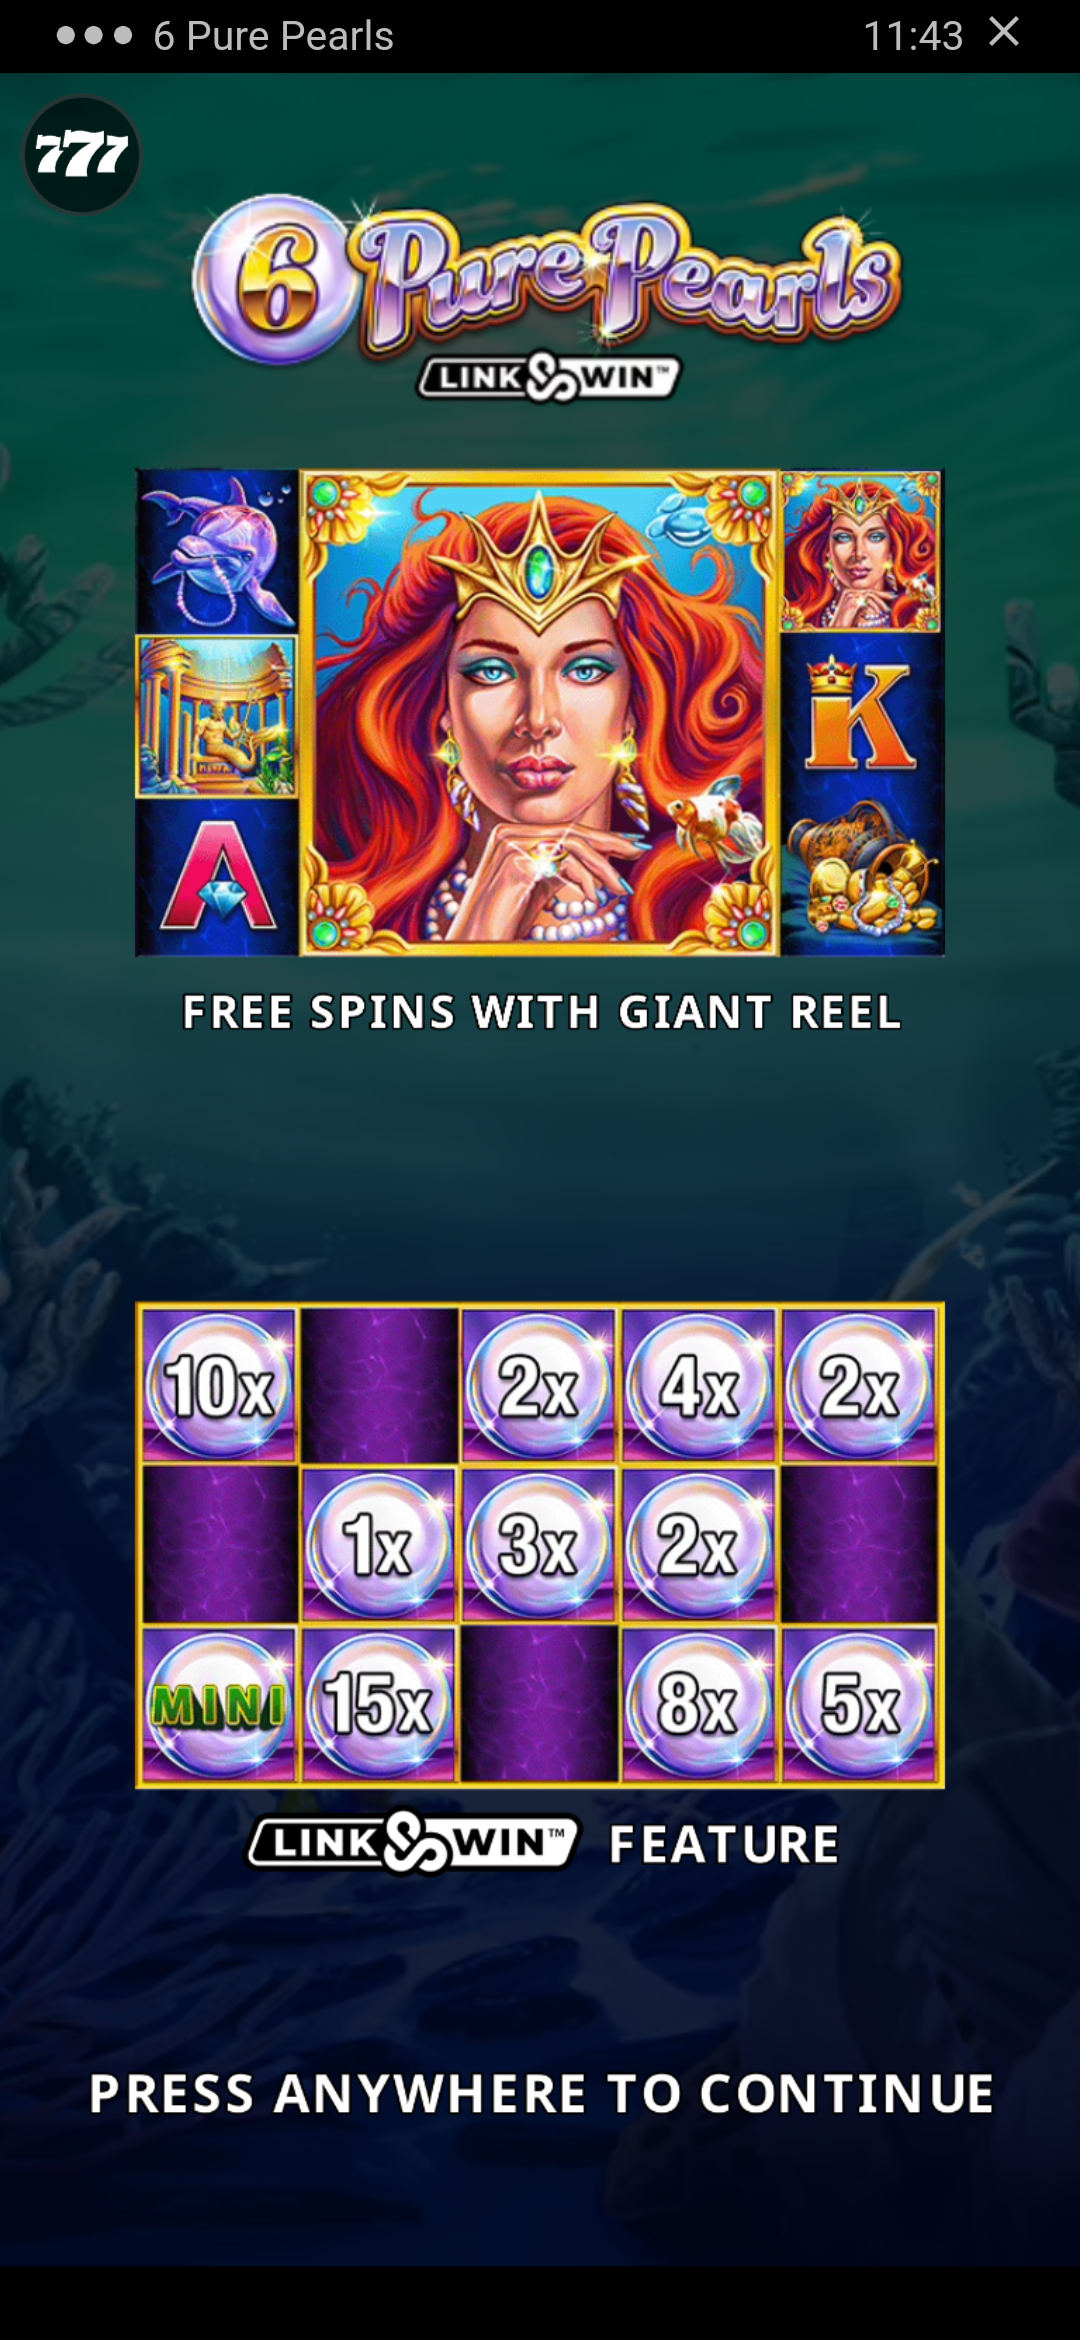 6 Pure Pearls 11:43
777
6 Pure Pearls
LINK WIN™
K
A
FREE SPINS WITH GIANT REEL
10x 2x 4x 2x
1x 3x 2x
MINI 15x 8x 5x
LINK WIN™ FEATURE
PRESS ANYWHERE TO CONTINUE